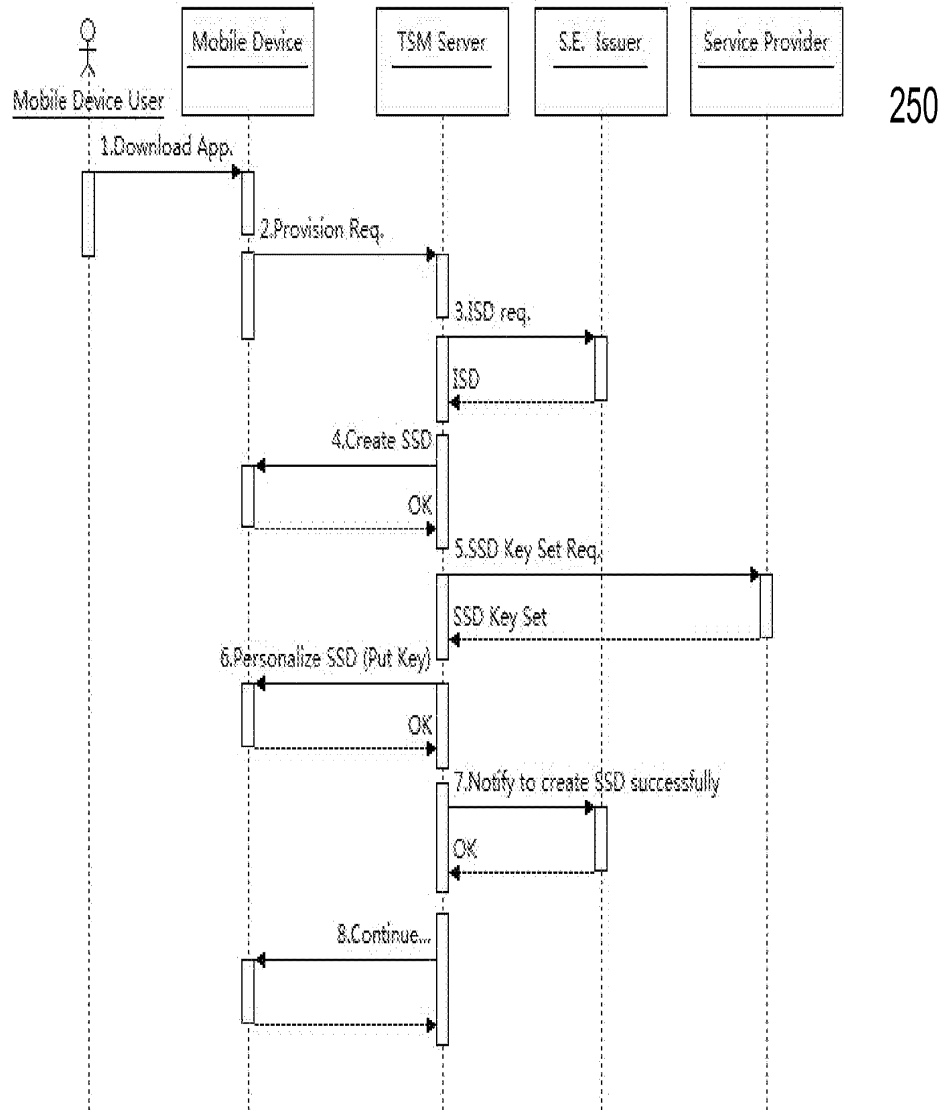 Mobile Device User
Mobile Device
TSM Server
S.E. Issuer
Service Provider
250
1.Download App.
2.Provision Req.
3.ISD req.
ISD
4.Create SSD
OK
5.SSD Key Set Req.
SSD Key Set
6.Personalize SSD (Put Key)
OK
7.Notify to create SSD successfully
OK
8.Continue...